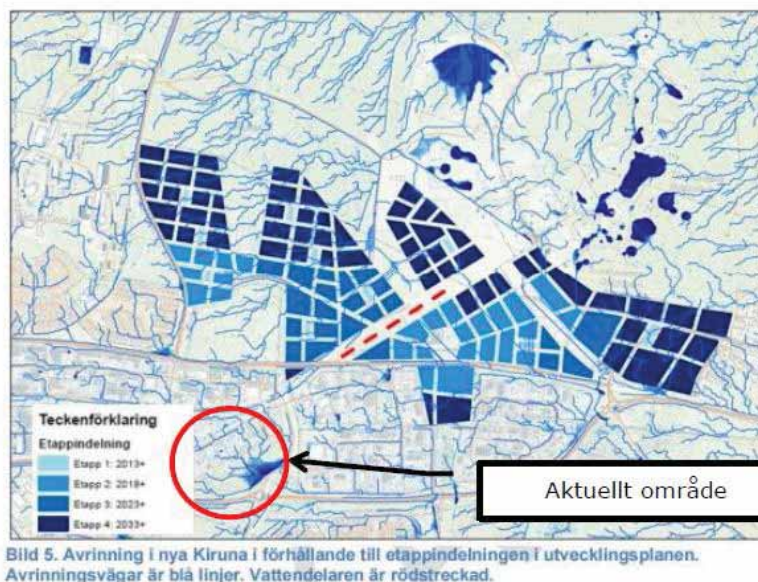 Teckenförklaring
Etappindelning
Etapp 1: 2013+
Etapp 2: 2018+
Etapp 3: 2023+
Etapp 4: 2033+
Aktuellt område
Bild 5. Avrinning i nya Kiruna i förhållande till etappindelningen i utvecklingsplanen.
Avrinningsvägar är blå linjer. Vattendelaren är rödstreckad.